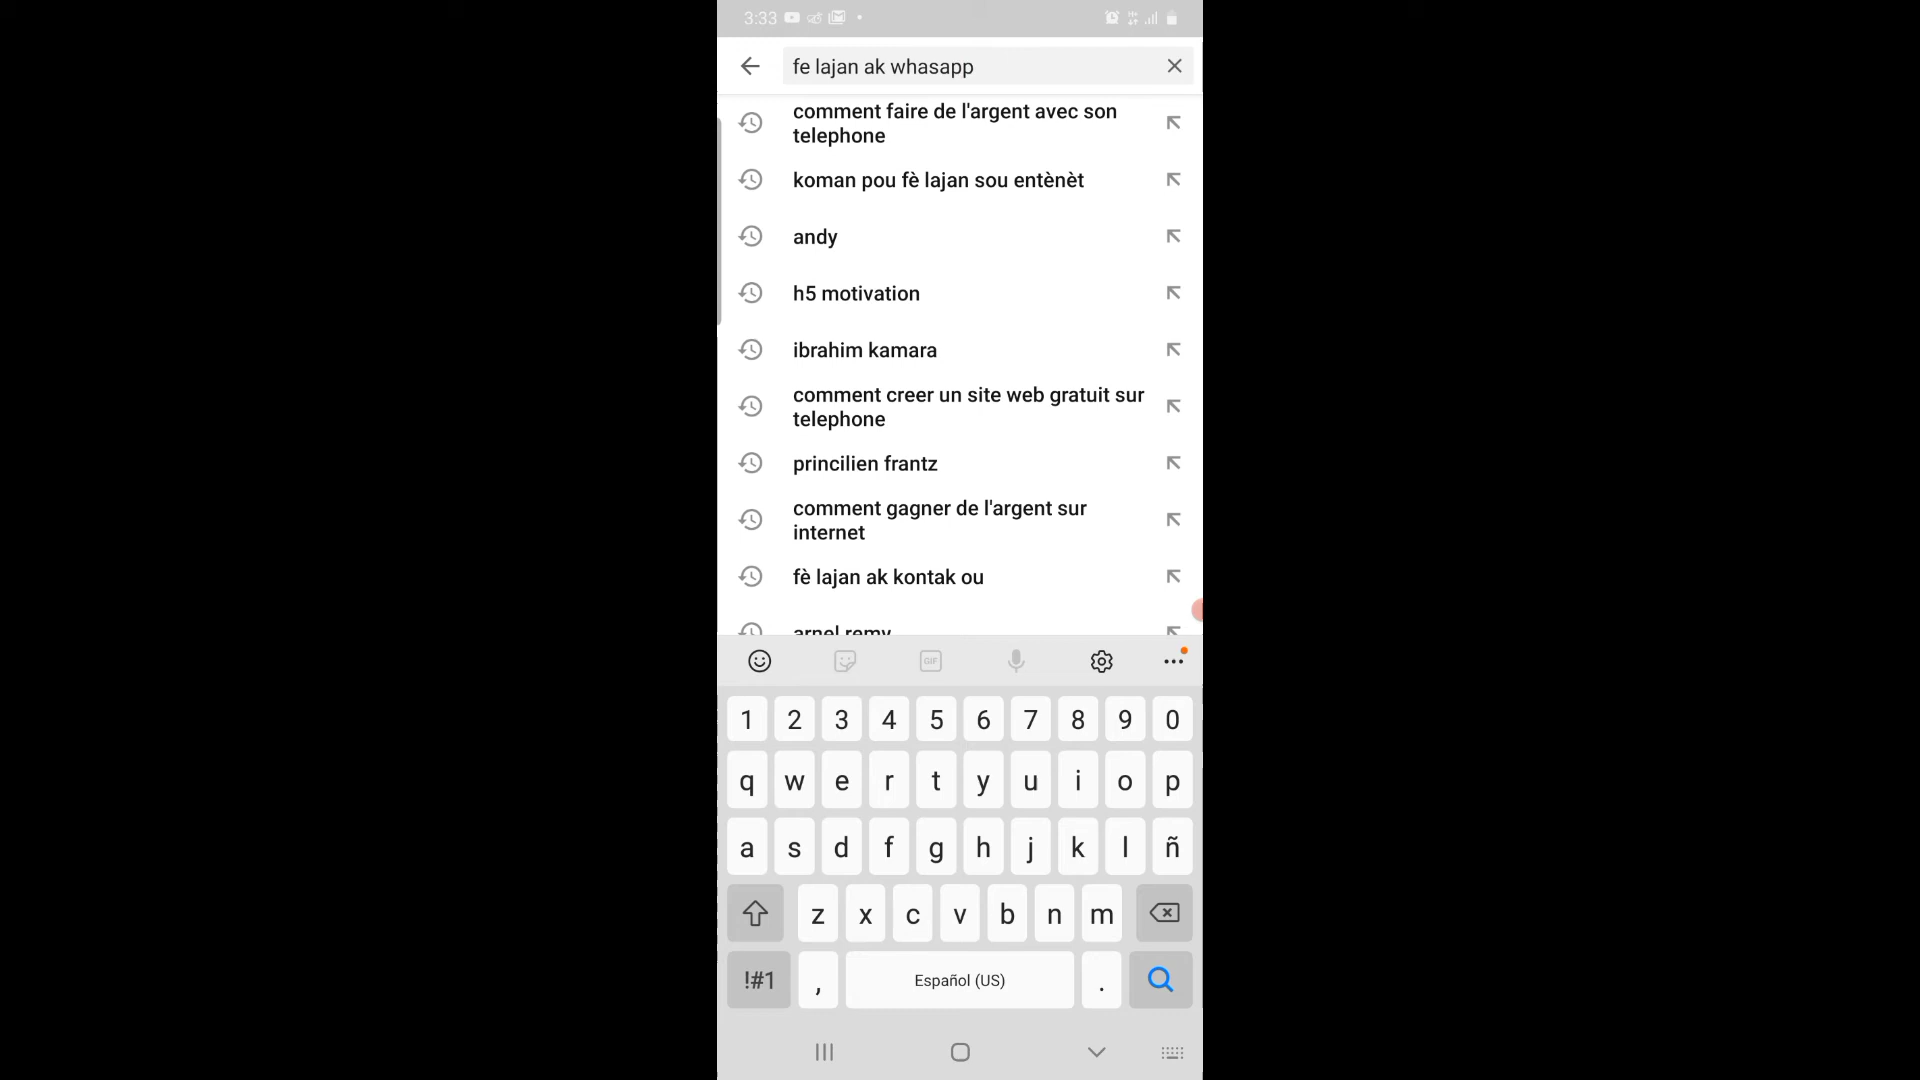 3:33
fe lajan ak whasapp
comment faire de l'argent avec son
telephone
koman pou fè lajan sou entènèt
andy
h5 motivation
ibrahim kamara
comment creer un site web gratuit sur
telephone
princilien frantz
comment gagner de l'argent sur
internet
fè lajan ak kontak ou
arnel remy
GIF
1 2 3 4 5 6 7 8 9 0
q w e r t y u i o p
a s d f g h j k l ñ
z x c v b n m
!#1 , Español (US) .